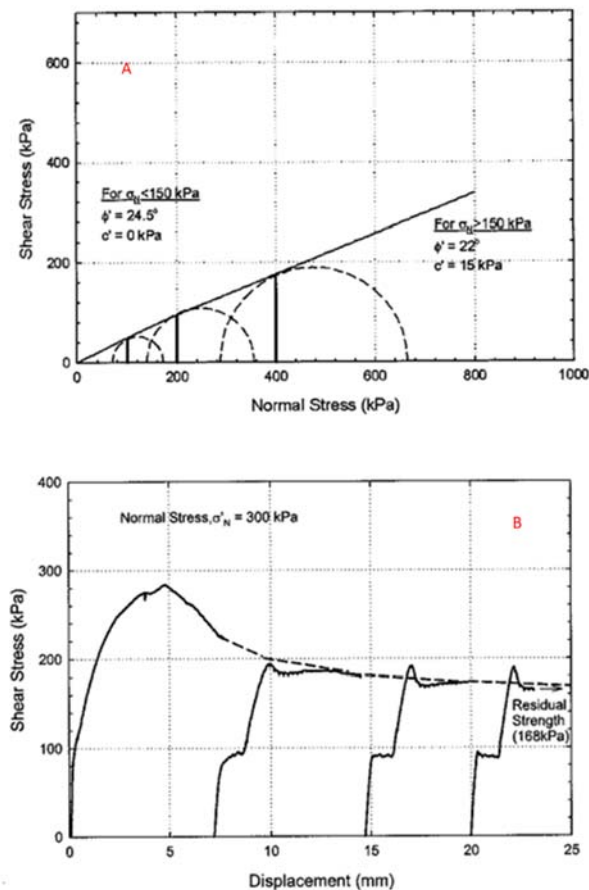 600
A
Shear Stress (kPa)
400
For σN<150 kPa
ϕ' = 24.5°
c' = 0 kPa
For σN>150 kPa
ϕ' = 22°
c' = 15 kPa
200
0
0 200 400 600 800 1000
Normal Stress (kPa)
400
Normal Stress,σ'N = 300 kPa
B
300
Shear Stress (kPa)
200
Residual
Strength
(168kPa)
100
0
0 5 10 15 20 25
Displacement (mm)